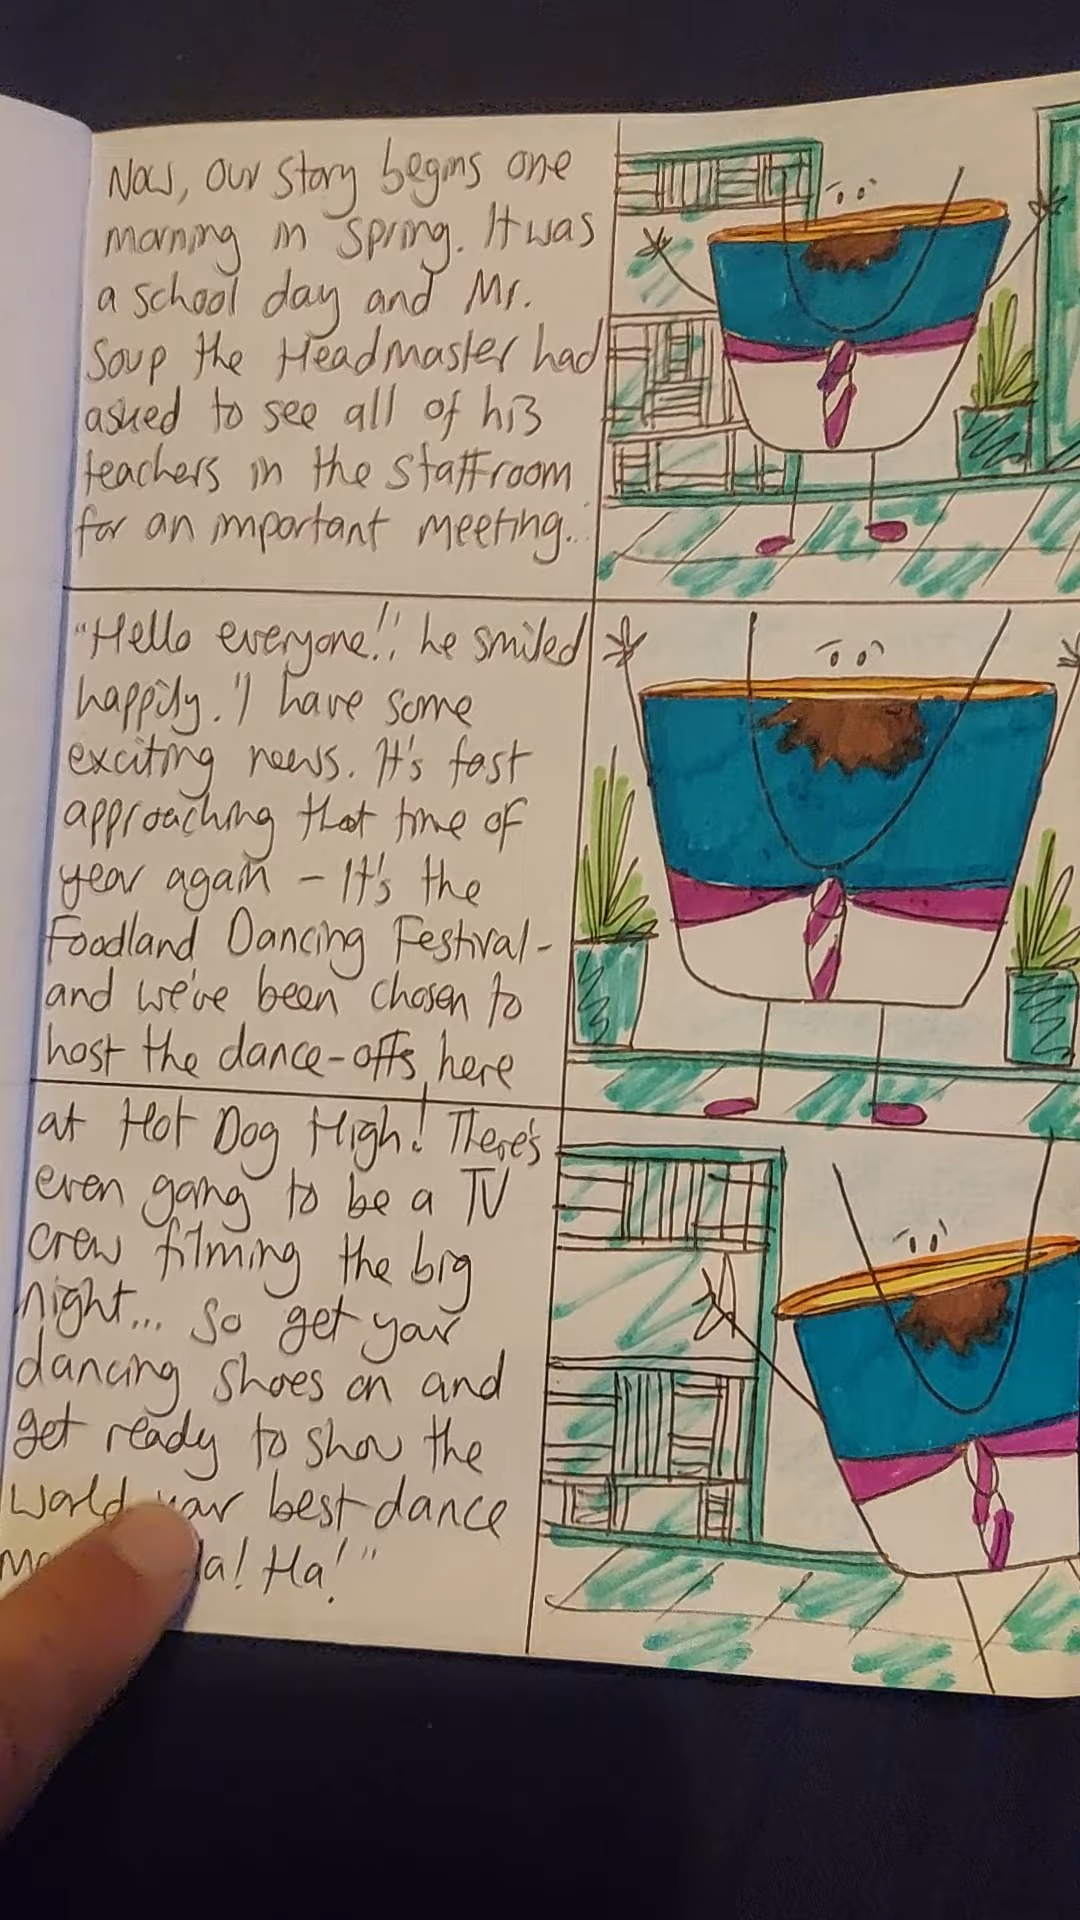 Now, our story begins one
morning in Spring. It was
a school day and Mr.
Soup the Headmaster had
asked to see all of his
teachers in the staffroom
for an important meeting...
"Hello everyone!", he smiled
happily. "I have some
exciting news. It's fast
approaching that time of
year again - It's the
Foodland Dancing Festival -
and we've been chosen to
host the dance-offs here
at Hot Dog High! There's
even going to be a TV
crew filming the big
night... So get your
dancing shoes on and
get ready to show the
world your best dance
Ha!"